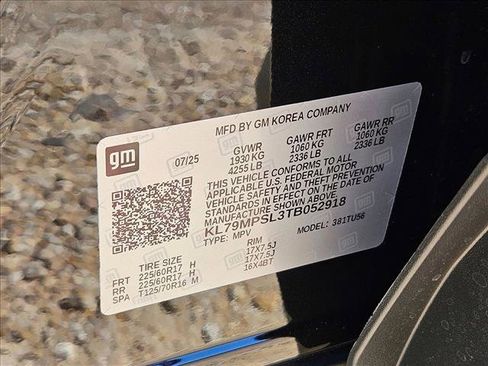 MFD BY GM KOREA COMPANY
gm
07/25
GVWR GAWR FRT GAWR RR
1930 KG 1060 KG 1060 KG
4255 LB 2336 LB 2336 LB
THIS VEHICLE CONFORMS TO ALL
APPLICABLE U.S. FEDERAL MOTOR
VEHICLE SAFETY AND THEFT PREVENTION
STANDARDS IN EFFECT ON THE DATE OF
MANUFACTURE SHOWN ABOVE.
KL79MPSL3TB052918
TYPE: MPV MODEL: 381TU56
TIRE SIZE RIM
FRT 225/60R17 H 17X7.5J
RR 225/60R17 H 17X7.5J
SPA T125/70R16 M 16X4BT